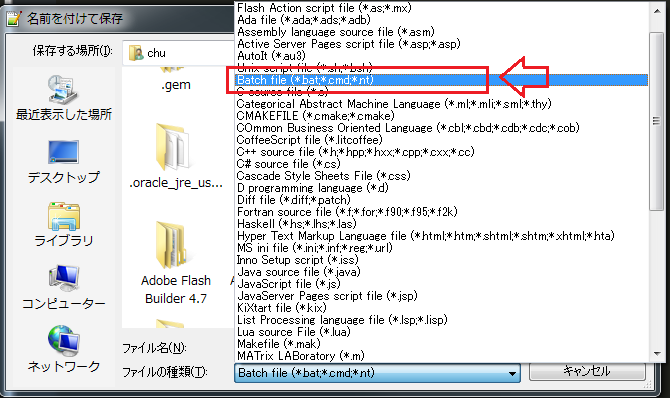 名前を付けて保存
保存する場所(I):
chu
最近表示した場所
デスクトップ
ライブラリ
コンピューター
ネットワーク
.gem
.oracle_jre_us...
Adobe Flash
Builder 4.7
Flash Action script file (*.as;*.mx)
Ada file (*.ada;*.ads;*.adb)
Assembly language source file (*.asm)
Active Server Pages script file (*.asp;*.asp)
AutoIt (*.au3)
Unix script file (*.sh;*.bsh)
Batch file (*.bat;*.cmd;*.nt)
C source file (*.c)
Categorical Abstract Machine Language (*.ml;*.mli;*.sml;*.thy)
CMAKEFILE (*.cmake;*.cmake)
COmmon Business Oriented Language (*.cbl;*.cbd;*.cdb;*.cdc;*.cob)
CoffeeScript file (*.litcoffee)
C++ source file (*.h;*.hpp;*.hxx;*.cpp;*.cxx;*.cc)
C# source file (*.cs)
Cascade Style Sheets File (*.css)
D programming language (*.d)
Diff file (*.diff;*.patch)
Fortran source file (*.f;*.for;*.f90;*.f95;*.f2k)
Haskell (*.hs;*.lhs;*.las)
Hyper Text Markup Language file (*.html;*.htm;*.shtml;*.shtm;*.xhtml;*.hta)
MS ini file (*.ini;*.inf;*.reg;*.url)
Inno Setup script (*.iss)
Java source file (*.java)
JavaScript file (*.js)
JavaServer Pages script file (*.jsp)
KiXtart file (*.kix)
List Processing language file (*.lsp;*.lisp)
Lua source File (*.lua)
Makefile (*.mak)
MATrix LABoratory (*.m)
ファイル名(N):
ファイルの種類(T):
Batch file (*.bat;*.cmd;*.nt)
キャンセル